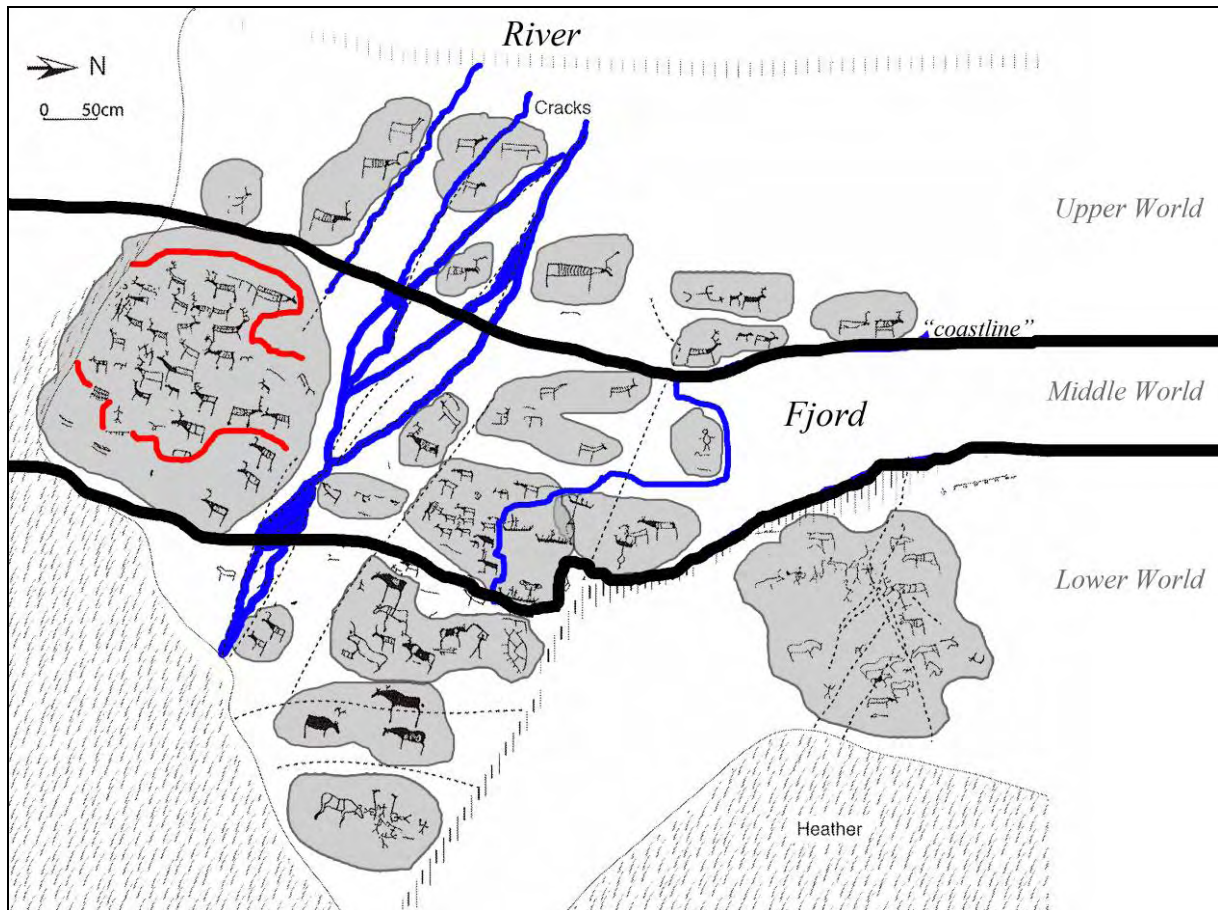 River
N
0 50cm
Cracks
Upper World
"coastline"
Middle World
Fjord
Lower World
Heather